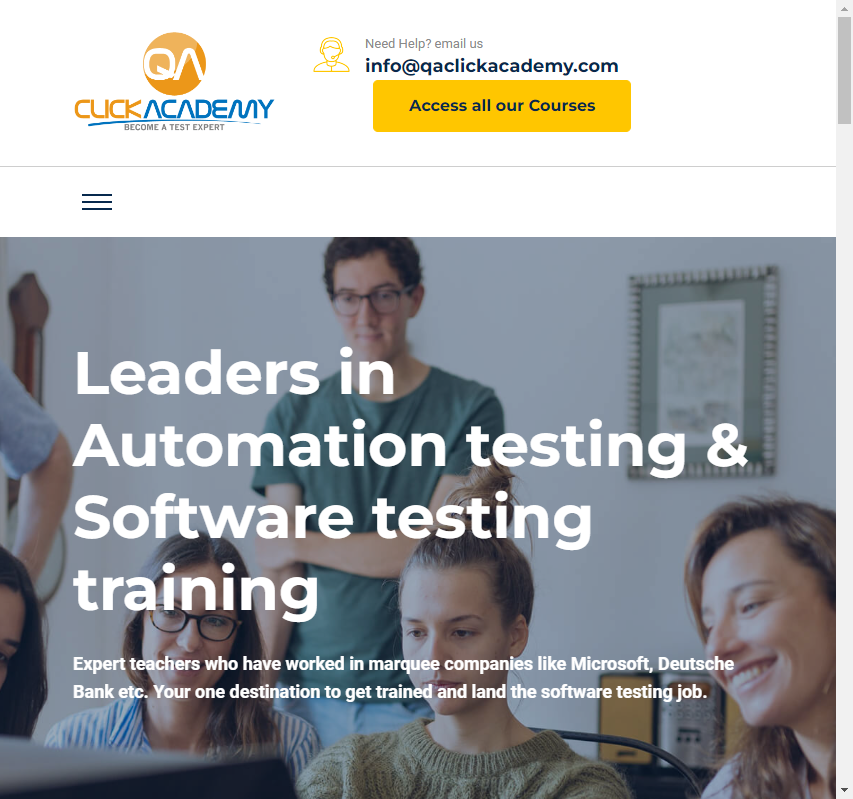 QA
CLICKACADEMY
BECOME A TEST EXPERT
Need Help? email us
info@qaclickacademy.com
Access all our Courses
Leaders in
Automation testing &
Software testing
training
Expert teachers who have worked in marquee companies like Microsoft, Deutsche
Bank etc. Your one destination to get trained and land the software testing job.